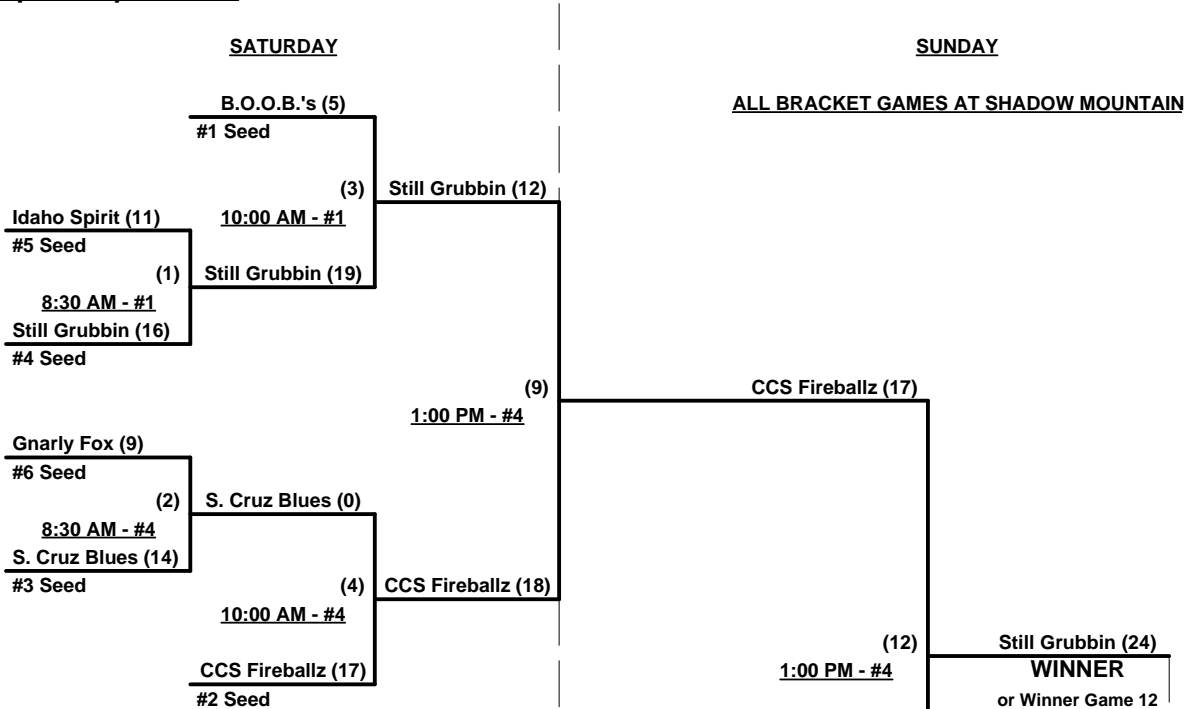 SATURDAY
SUNDAY
B.O.O.B.'s (5)
ALL BRACKET GAMES AT SHADOW MOUNTAIN
#1 Seed
(3)
Still Grubbin (12)
10:00 AM - #1
Idaho Spirit (11)
#5 Seed
(1)
Still Grubbin (19)
8:30 AM - #1
Still Grubbin (16)
#4 Seed
(9)
CCS Fireballz (17)
1:00 PM - #4
Gnarly Fox (9)
#6 Seed
(2)
S. Cruz Blues (0)
8:30 AM - #4
S. Cruz Blues (14)
#3 Seed
(4)
CCS Fireballz (18)
10:00 AM - #4
(12)
Still Grubbin (24)
CCS Fireballz (17)
1:00 PM - #4
WINNER
#2 Seed
or Winner Game 12